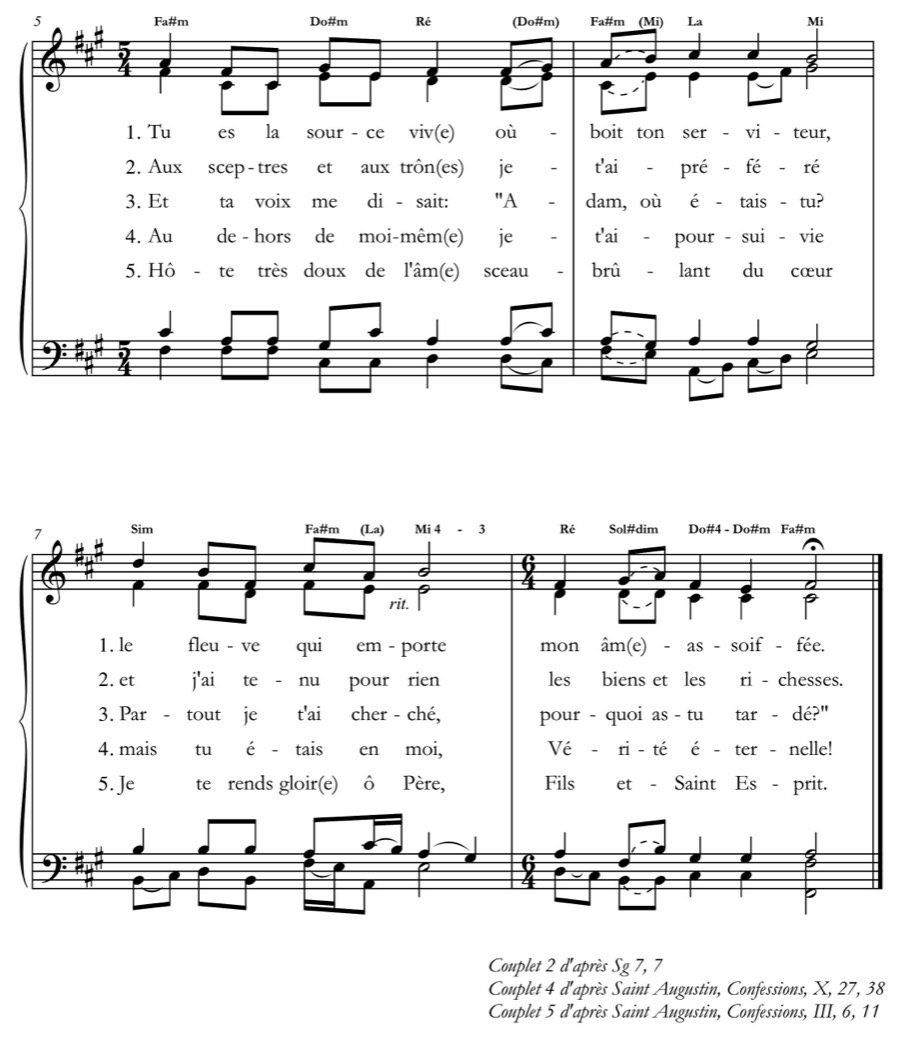 5 Fa#m Do#m Ré (Do#m) Fa#m (Mi) La Mi
5
4
1. Tu es la sour - ce viv(e) où - boit ton ser - vi - teur,
2. Aux scep - tres et aux trôn(es) je - t'ai - pré - fé - ré
3. Et ta voix me di - sait: "A - dam, où é - tais - tu?
4. Au de - hors de moi-mêm(e) je - t'ai - pour - sui - vie
5. Hô - te très doux de l'âm(e) sceau - brû - lant du cœur
5
4
7 Sim Fa#m (La) Mi 4 - 3 Ré Sol#dim Do#4 - Do#m Fa#m
6
4
rit.
1. le fleu - ve qui em - porte mon âm(e) - as - soif - fée.
2. et j'ai te - nu pour rien les biens et les ri - chesses.
3. Par - tout je t'ai cher - ché, pour - quoi as - tu tar - dé?"
4. mais tu é - tais en moi, Vé - ri - té é - ter - nelle!
5. Je te rends gloir(e) ô Père, Fils et - Saint Es - prit.
6
4
Couplet 2 d'après Sg 7, 7
Couplet 4 d'après Saint Augustin, Confessions, X, 27, 38
Couplet 5 d'après Saint Augustin, Confessions, III, 6, 11